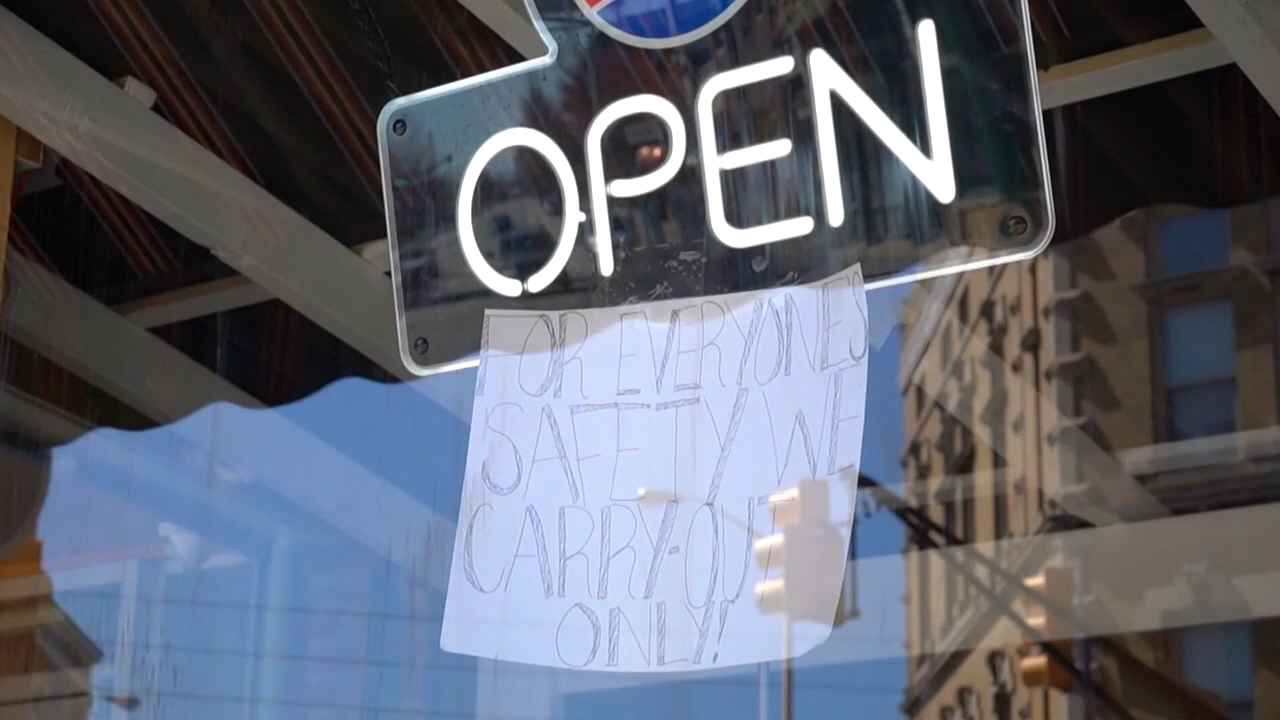 OPEN
FOR EVERYONES
SAFETY WE
CARRY-OUT
ONLY!